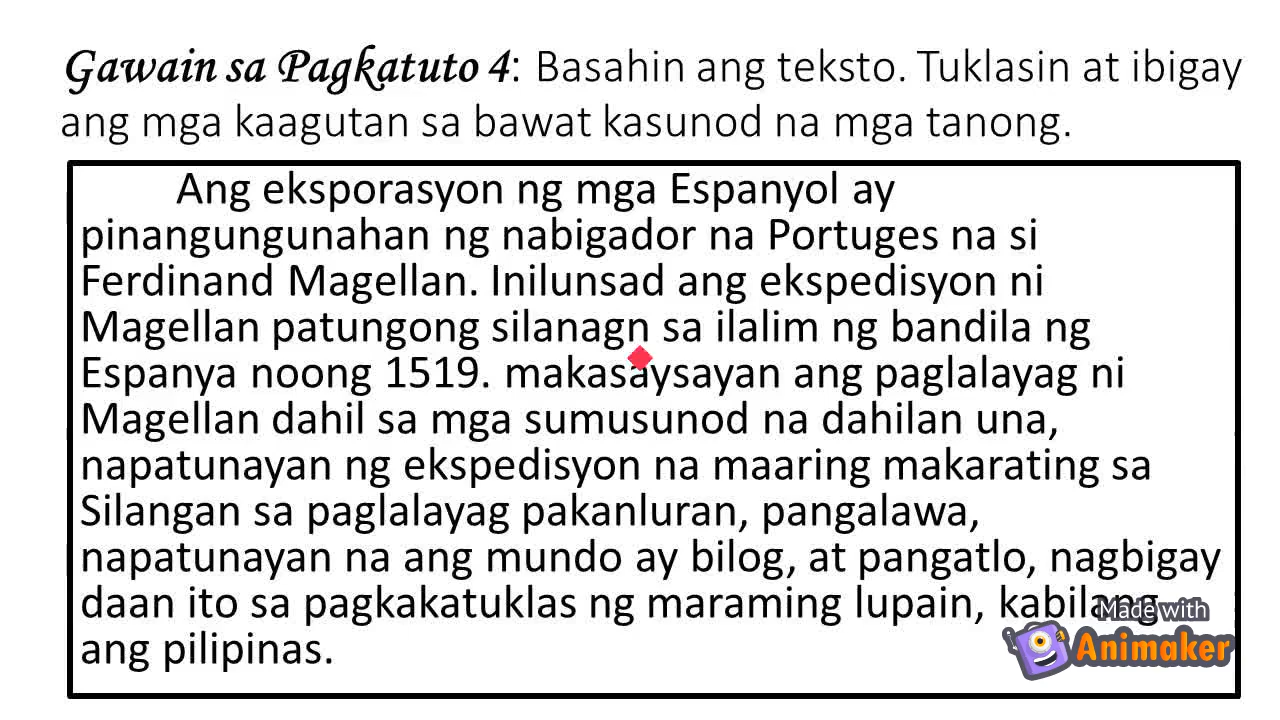 Gawain sa Pagkatuto 4: Basahin ang teksto. Tuklasin at ibigay
ang mga kaagutan sa bawat kasunod na mga tanong.
Ang eksporasyon ng mga Espanyol ay
pinangungunahan ng nabigador na Portuges na si
Ferdinand Magellan. Inilunsad ang ekspedisyon ni
Magellan patungong silanagn sa ilalim ng bandila ng
Espanya noong 1519. makasaysayan ang paglalayag ni
Magellan dahil sa mga sumusunod na dahilan una,
napatunayan ng ekspedisyon na maaring makarating sa
Silangan sa paglalayag pakanluran, pangalawa,
napatunayan na ang mundo ay bilog, at pangatlo, nagbigay
daan ito sa pagkakatuklas ng maraming lupain, kabilang
ang pilipinas.
Made with
Animaker